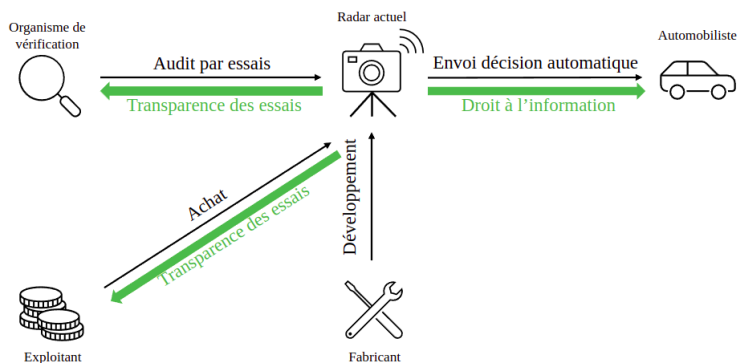 Organisme de
vérification
Radar actuel
Automobiliste
Audit par essais
Transparence des essais
Envoi décision automatique
Droit à l'information
Achat
Transparence des essais
Développement
Exploitant
Fabricant